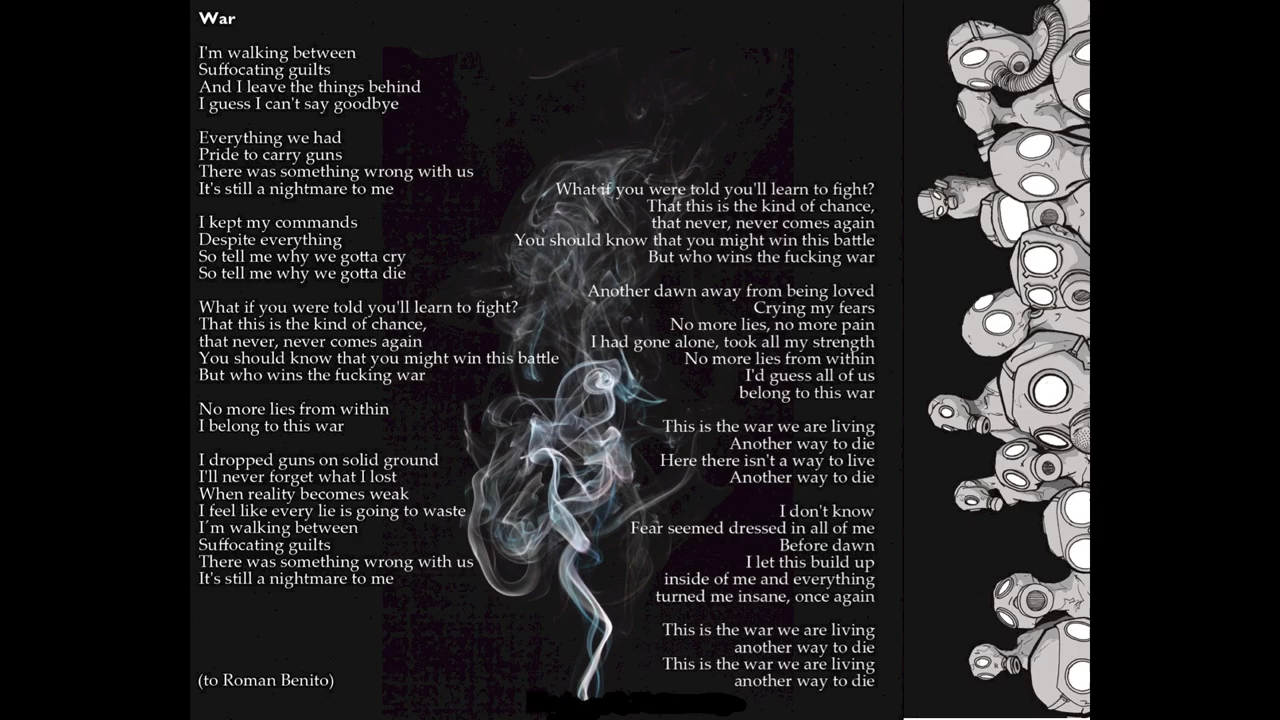 War
I'm walking between
Suffocating guilts
And I leave the things behind
I guess I can't say goodbye
Everything we had
Pride to carry guns
There was something wrong with us
It's still a nightmare to me
I kept my commands
Despite everything
So tell me why we gotta cry
So tell me why we gotta die
What if you were told you'll learn to fight?
That this is the kind of chance,
that never, never comes again
You should know that you might win this battle
But who wins the fucking war
No more lies from within
I belong to this war
I dropped guns on solid ground
I'll never forget what I lost
When reality becomes weak
I feel like every lie is going to waste
I´m walking between
Suffocating guilts
There was something wrong with us
It's still a nightmare to me
(to Roman Benito)
What if you were told you'll learn to fight?
That this is the kind of chance,
that never, never comes again
You should know that you might win this battle
But who wins the fucking war
Another dawn away from being loved
Crying my fears
No more lies, no more pain
I had gone alone, took all my strength
No more lies from within
I'd guess all of us
belong to this war
This is the war we are living
Another way to die
Here there isn't a way to live
Another way to die
I don't know
Fear seemed dressed in all of me
Before dawn
I let this build up
inside of me and everything
turned me insane, once again
This is the war we are living
another way to die
This is the war we are living
another way to die